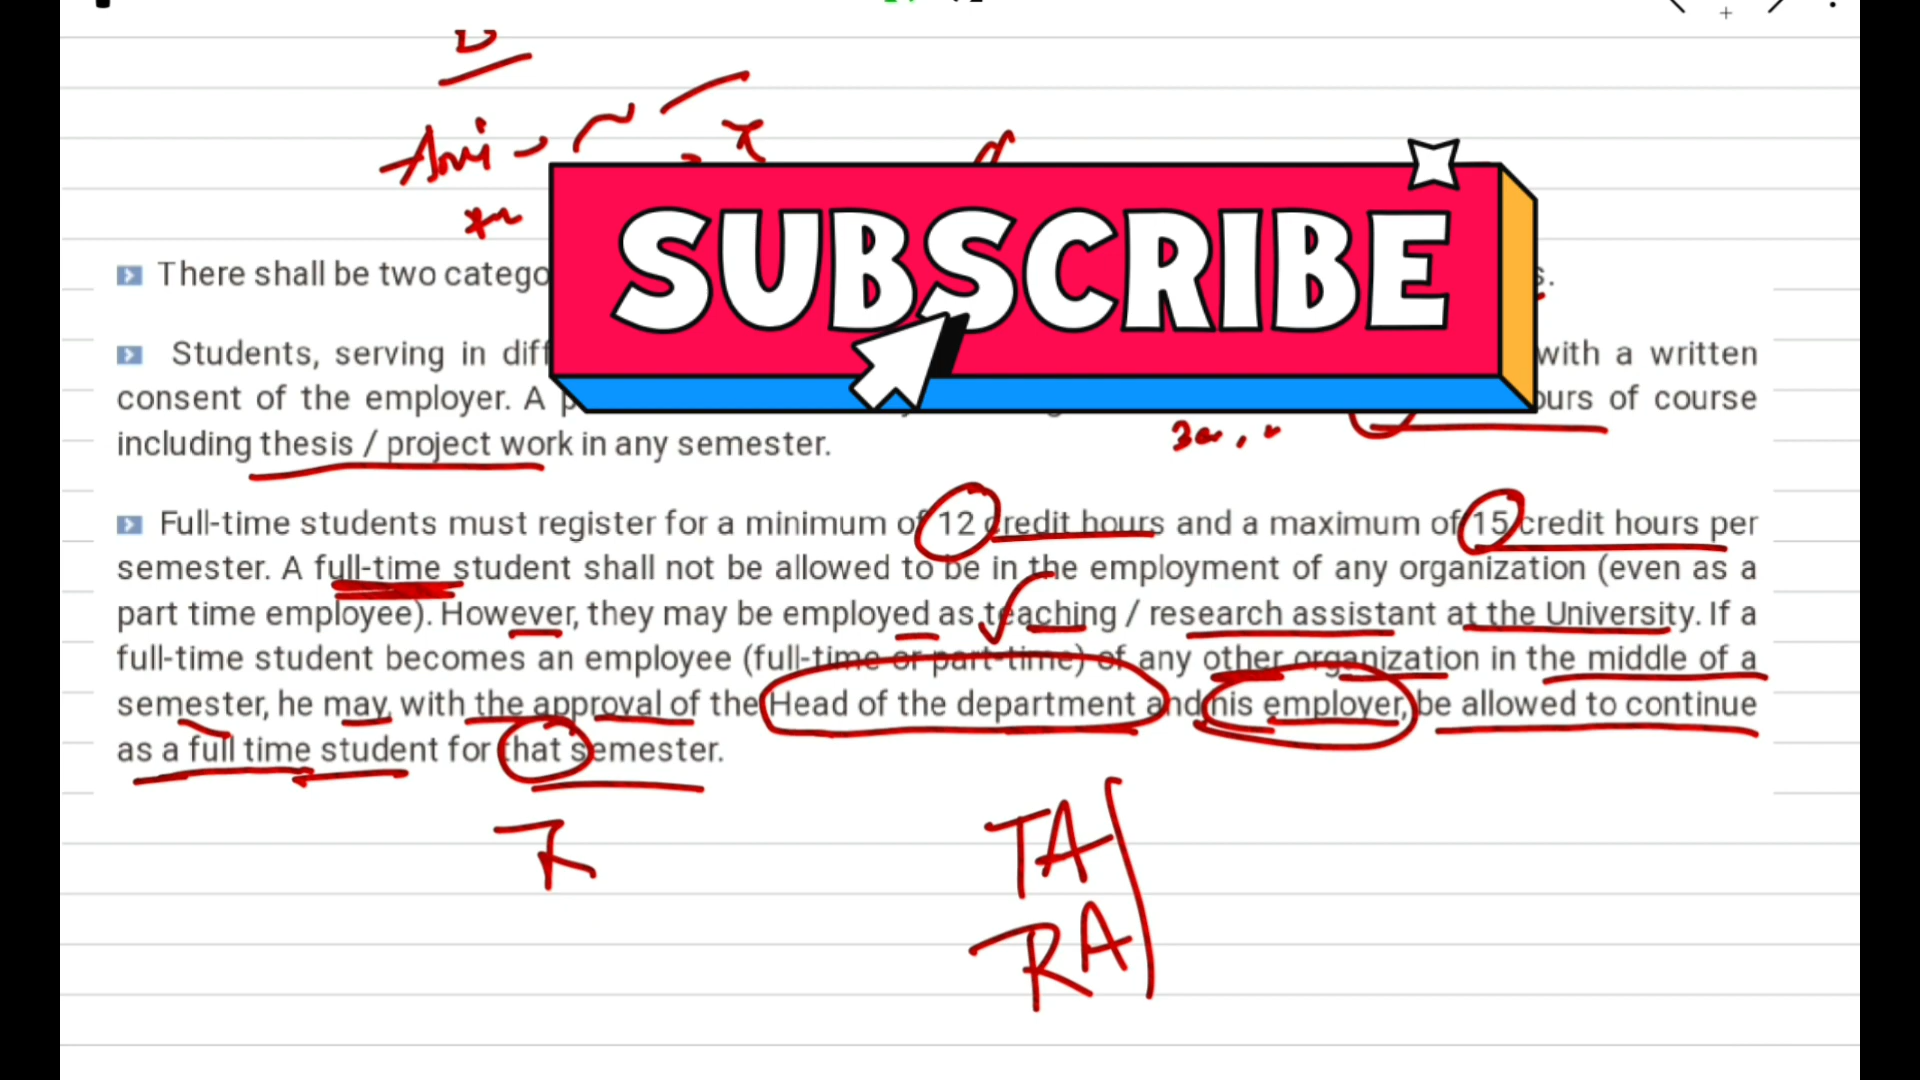 SUBSCRIBE
There shall be two
Students, serving in with a written
consent of the employer. A of course
including thesis / project work in any semester.
Full-time students must register for a minimum of 12 credit hours and a maximum of 15 credit hours per
semester. A full-time student shall not be allowed to be in the employment of any organization (even as a
part time employee). However, they may be employed as teaching / research assistant at the University. If a
full-time student becomes an employee (full-time or part-time) of any other organization in the middle of a
semester, he may, with the approval of the Head of the department and his employer, be allowed to continue
as a full time student for that semester.
TA
RA